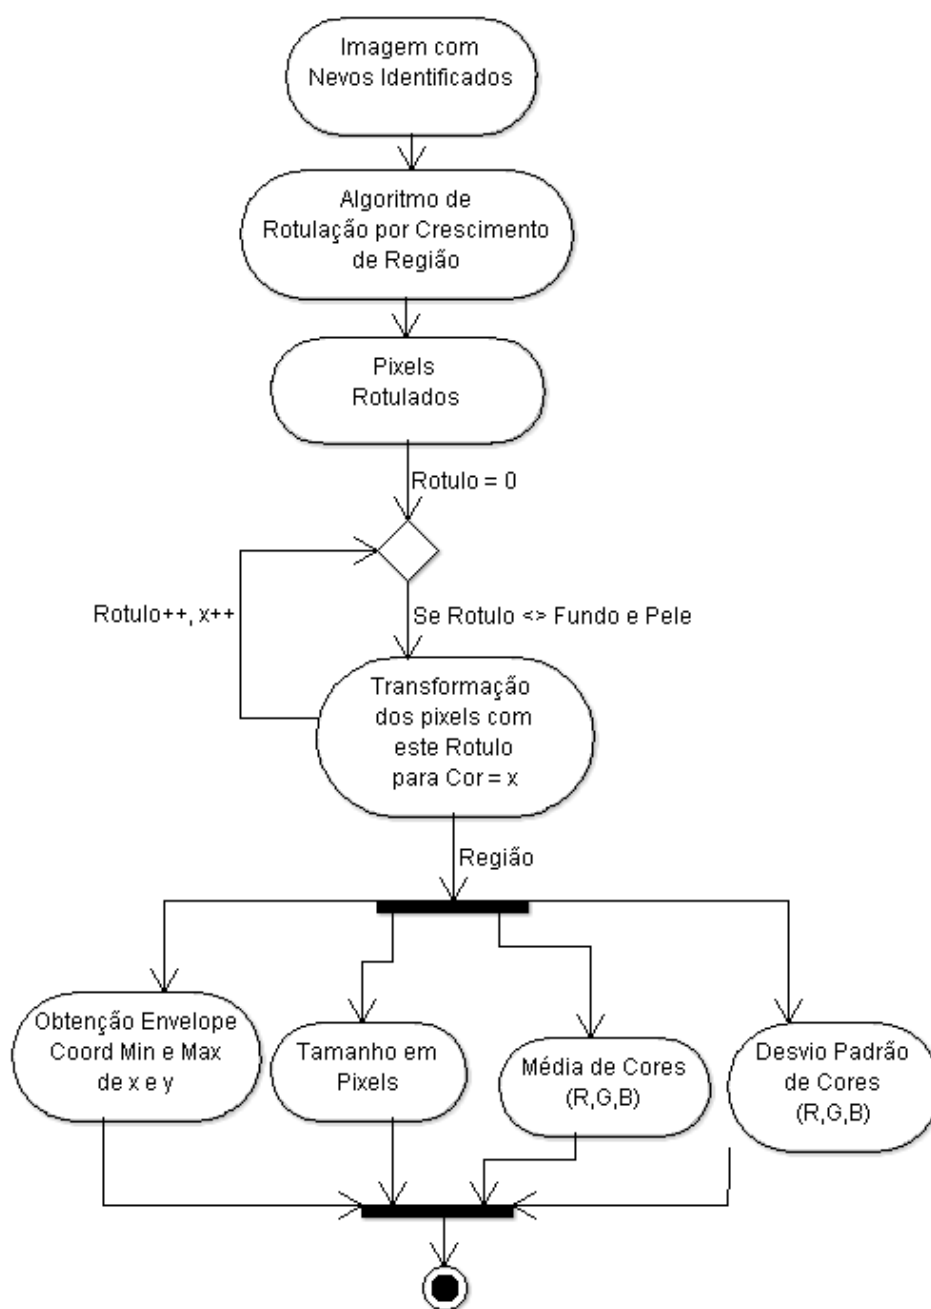 Imagem com
Nevos Identificados
Algoritmo de
Rotulação por Crescimento
de Região
Pixels
Rotulados
Rotulo = 0
Rotulo++, x++
Se Rotulo <> Fundo e Pele
Transformação
dos pixels com
este Rotulo
para Cor = x
Região
Obtenção Envelope
Coord Min e Max
de x e y
Tamanho em
Pixels
Média de Cores
(R,G,B)
Desvio Padrão
de Cores
(R,G,B)